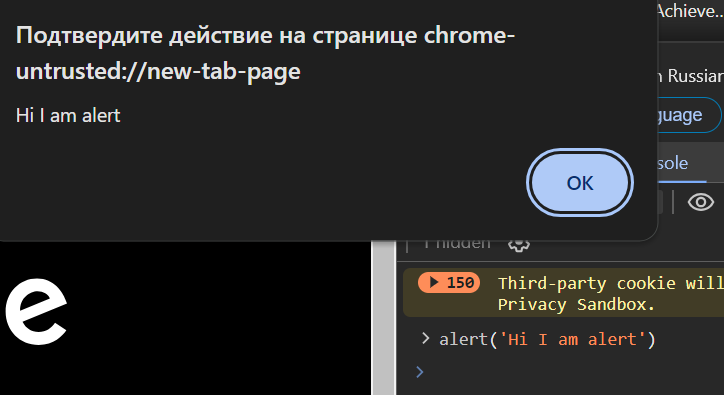 Подтвердите действие на странице chrome-
untrusted://new-tab-page
Hi I am alert
OK
Achieve...
Russian
guage
sole
hidden
150 Third-party cookie will
Privacy Sandbox.
> alert('Hi I am alert')
>
e